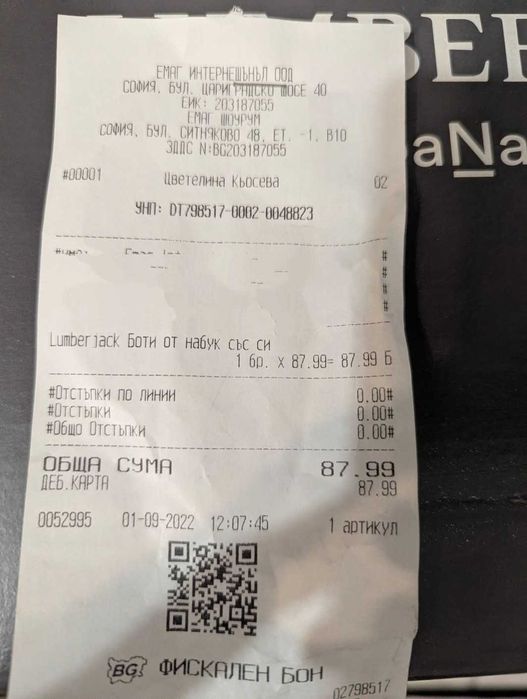 ЕМАГ ИНТЕРНЕШЪНЪЛ ООД
СОФИЯ, БУЛ. ЦАРИГРАДСКО ШОСЕ 40
ЕИК: 203187055
ЕМАГ ШОУРУМ
СОФИЯ, БУЛ. СИТНЯКОВО 48, ЕТ. -1, В10
ЗДДС N:BG203187055
#00001 Цветелина Кьосева 02
УНП: DT798517-0002-0048823
#
#
#
#
Lumberjack Боти от набук със си
1 бр. x 87.99= 87.99 Б
#Отстъпки по линии 0.00#
#Отстъпки 0.00#
#Общо Отстъпки 0.00#
ОБЩА СУМА 87.99
ДЕБ.КАРТА 87.99
0052995 01-09-2022 12:07:45 1 артикул
BG ФИСКАЛЕН БОН
02798517
aNa